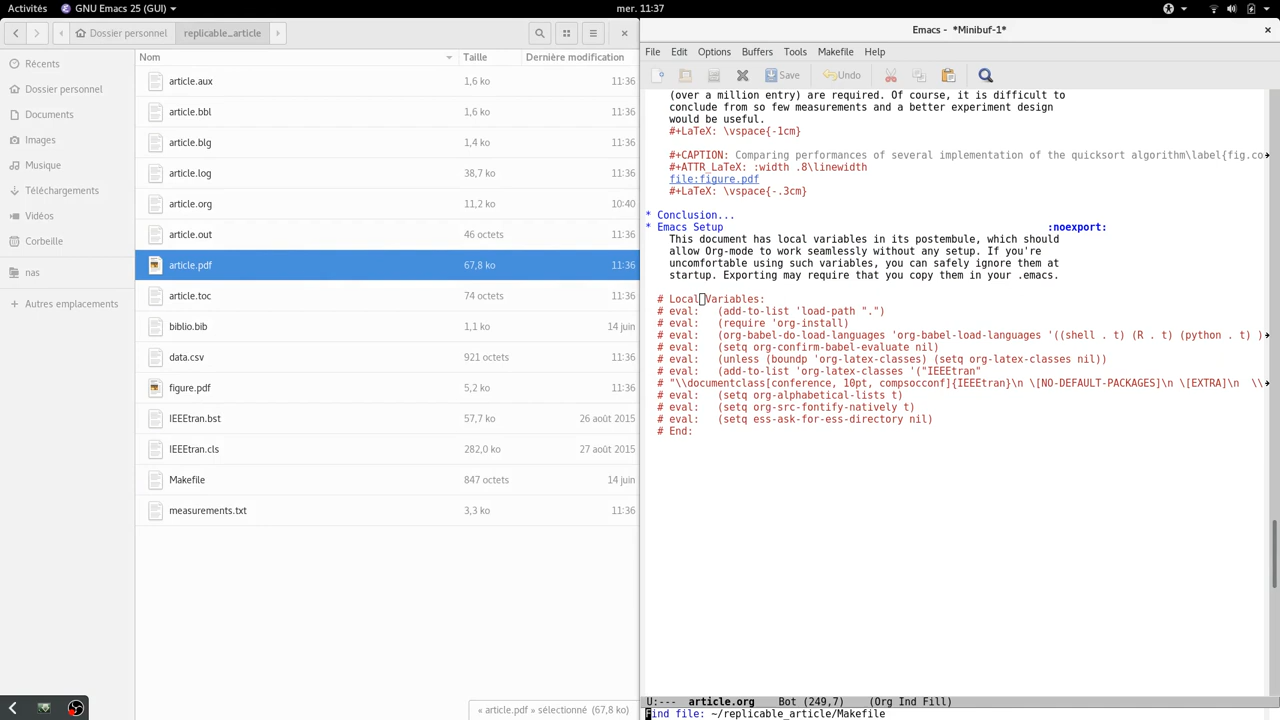 Activités
GNU Emacs 25 (GUI)
mer. 11:37
Dossier personnel
replicable_article
Nom
Taille
Dernière modification
Récents
Dossier personnel
Documents
Images
Musique
Téléchargements
Vidéos
Corbeille
nas
Autres emplacements
article.aux 1,6 ko 11:36
article.bbl 1,6 ko 11:36
article.blg 1,4 ko 11:36
article.log 38,7 ko 11:36
article.org 11,2 ko 10:40
article.out 46 octets 11:36
article.pdf 67,8 ko 11:36
article.toc 74 octets 11:36
biblio.bib 1,1 ko 14 juin
data.csv 921 octets 11:36
figure.pdf 5,2 ko 11:36
IEEEtran.bst 57,7 ko 26 août 2015
IEEEtran.cls 282,0 ko 27 août 2015
Makefile 847 octets 14 juin
measurements.txt 3,3 ko 11:36
« article.pdf » sélectionné (67,8 ko)
Emacs - *Minibuf-1*
File Edit Options Buffers Tools Makefile Help
Save
Undo
(over a million entry) are required. Of course, it is difficult to
conclude from so few measurements and a better experiment design
would be useful.
#+LaTeX: \vspace{-1cm}
#+CAPTION: Comparing performances of several implementation of the quicksort algorithm\label{fig.co
#+ATTR_LaTeX: :width .8\linewidth
file:figure.pdf
#+LaTeX: \vspace{-.3cm}
* Conclusion...
* Emacs Setup :noexport:
This document has local variables in its postembule, which should
allow Org-mode to work seamlessly without any setup. If you're
uncomfortable using such variables, you can safely ignore them at
startup. Exporting may require that you copy them in your .emacs.
# Local Variables:
# eval: (add-to-list 'load-path ".")
# eval: (require 'org-install)
# eval: (org-babel-do-load-languages 'org-babel-load-languages '((shell . t) (R . t) (python . t) )
# eval: (setq org-confirm-babel-evaluate nil)
# eval: (unless (boundp 'org-latex-classes) (setq org-latex-classes nil))
# eval: (add-to-list 'org-latex-classes '("IEEEtran"
# "\\documentclass[conference, 10pt, compsocconf]{IEEEtran}\n \[NO-DEFAULT-PACKAGES]\n \[EXTRA]\n \\
# eval: (setq org-alphabetical-lists t)
# eval: (setq org-src-fontify-natively t)
# eval: (setq ess-ask-for-ess-directory nil)
# End:
U:--- article.org Bot (249,7) (Org Ind Fill)
Find file: ~/replicable_article/Makefile